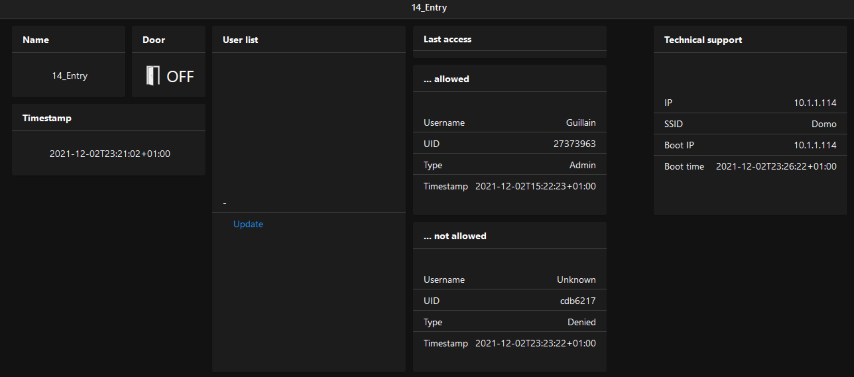 14_Entry
Name
14_Entry
Door
OFF
Timestamp
2021-12-02T23:21:02+01:00
User list
-
Update
Last access
... allowed
Username Guillain
UID 27373963
Type Admin
Timestamp 2021-12-02T15:22:23+01:00
... not allowed
Username Unknown
UID cdb6217
Type Denied
Timestamp 2021-12-02T23:23:22+01:00
Technical support
IP 10.1.1.114
SSID Domo
Boot IP 10.1.1.114
Boot time 2021-12-02T23:26:22+01:00